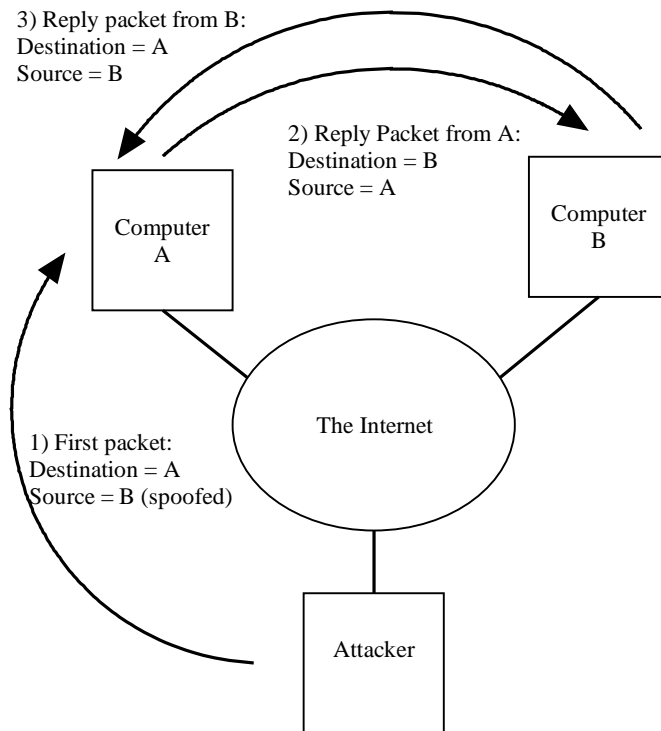 3) Reply packet from B:
Destination = A
Source = B
2) Reply Packet from A:
Destination = B
Source = A
Computer
A
Computer
B
The Internet
1) First packet:
Destination = A
Source = B (spoofed)
Attacker